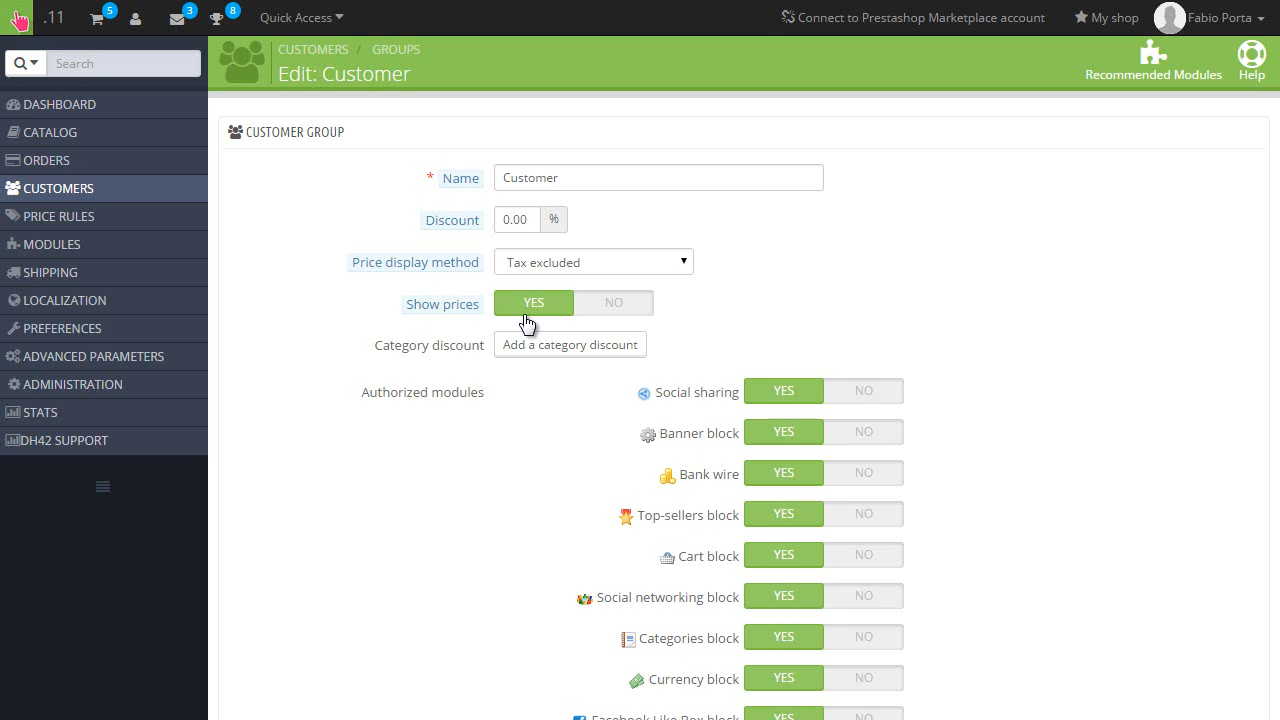 .11 5 3 8 Quick Access Connect to Prestashop Marketplace account My shop Fabio Porta
Search
CUSTOMERS / GROUPS
Edit: Customer
Recommended Modules Help
DASHBOARD
CATALOG
ORDERS
CUSTOMERS
PRICE RULES
MODULES
SHIPPING
LOCALIZATION
PREFERENCES
ADVANCED PARAMETERS
ADMINISTRATION
STATS
DH42 SUPPORT
CUSTOMER GROUP
* Name Customer
Discount 0.00 %
Price display method Tax excluded
Show prices YES NO
Category discount Add a category discount
Authorized modules Social sharing YES NO
Banner block YES NO
Bank wire YES NO
Top-sellers block YES NO
Cart block YES NO
Social networking block YES NO
Categories block YES NO
Currency block YES NO
Facebook Like Box block YES NO